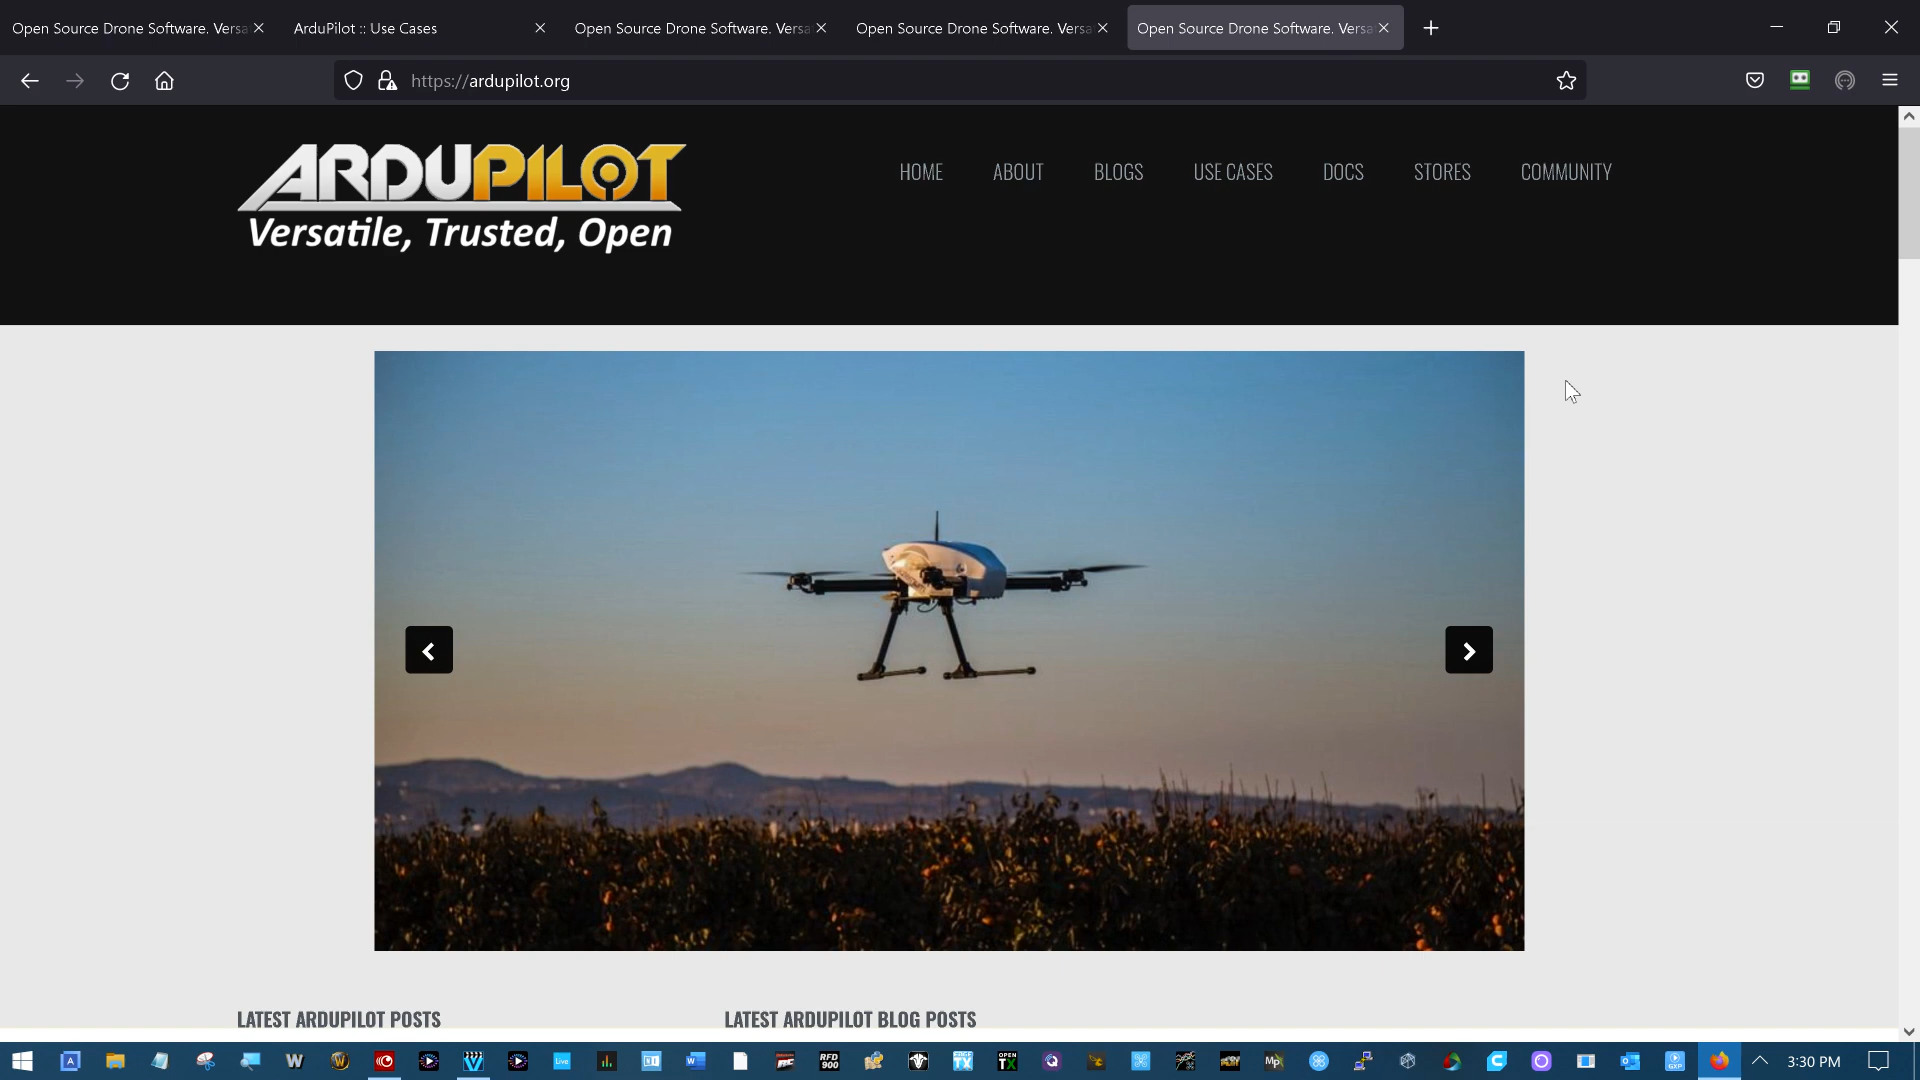 Open Source Drone Software. Versa
ArduPilot :: Use Cases
Open Source Drone Software. Versa
Open Source Drone Software. Versa
Open Source Drone Software. Versa
https://ardupilot.org
ARDUPILOT
Versatile, Trusted, Open
HOME
ABOUT
BLOGS
USE CASES
DOCS
STORES
COMMUNITY
LATEST ARDUPILOT POSTS
LATEST ARDUPILOT BLOG POSTS
3:30 PM